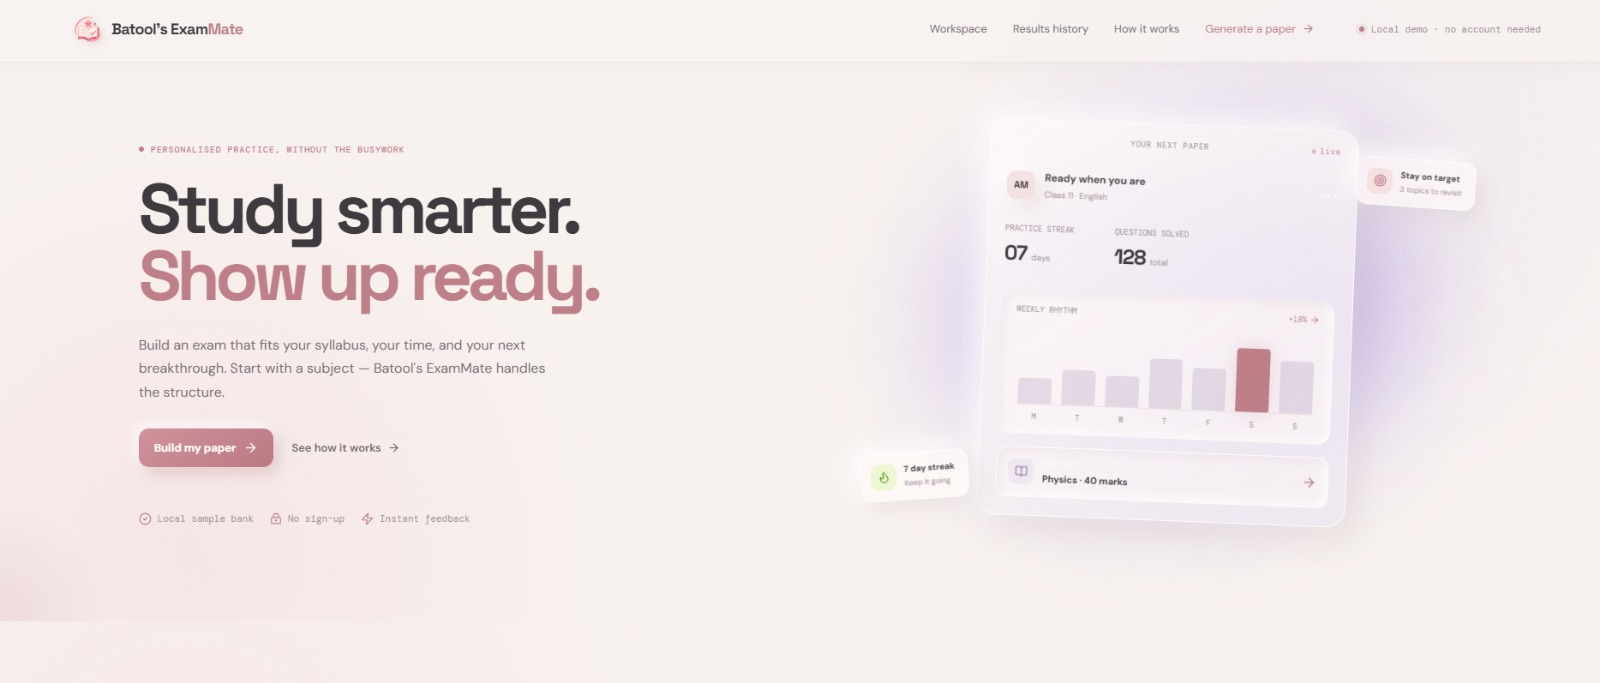 Batool's ExamMate
Workspace
Results history
How it works
Generate a paper →
Local demo · no account needed
PERSONALISED PRACTICE, WITHOUT THE BUSYWORK
Study smarter.
Show up ready.
Build an exam that fits your syllabus, your time, and your next
breakthrough. Start with a subject — Batool's ExamMate handles
the structure.
Build my paper →
See how it works →
Local sample bank
No sign-up
Instant feedback
YOUR NEXT PAPER
live
AM
Ready when you are
Class 11 · English
PRACTICE STREAK
07 days
QUESTIONS SOLVED
128 total
WEEKLY RHYTHM
+18% →
M T W T F S S
Physics · 40 marks
→
Stay on target
3 topics to revisit
7 day streak
Keep it going